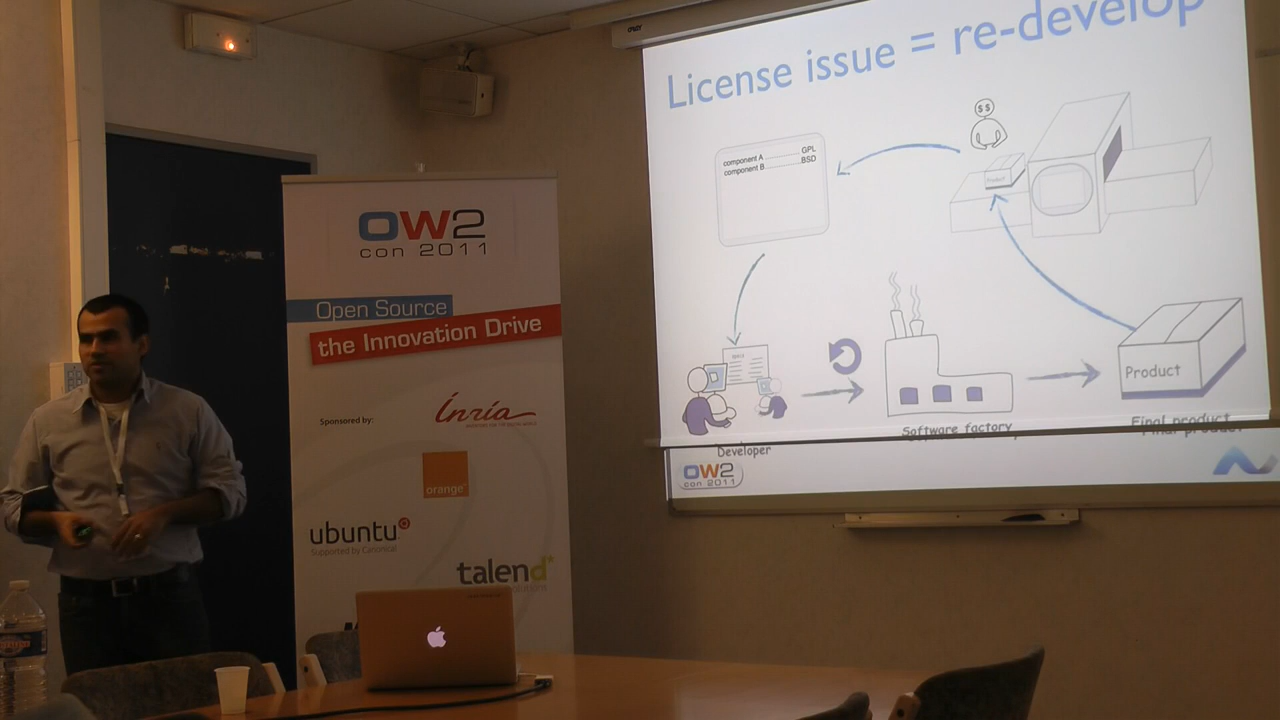 OW2
con 2011
Open Source
the Innovation Drive
Sponsored by:
Inria
orange
ubuntu
Supported by Canonical
talend
License issue = re-develop
component A GPL
component B BSD
$$
Product
Product
Developer
Software factory
Final product
OW2
con 2011